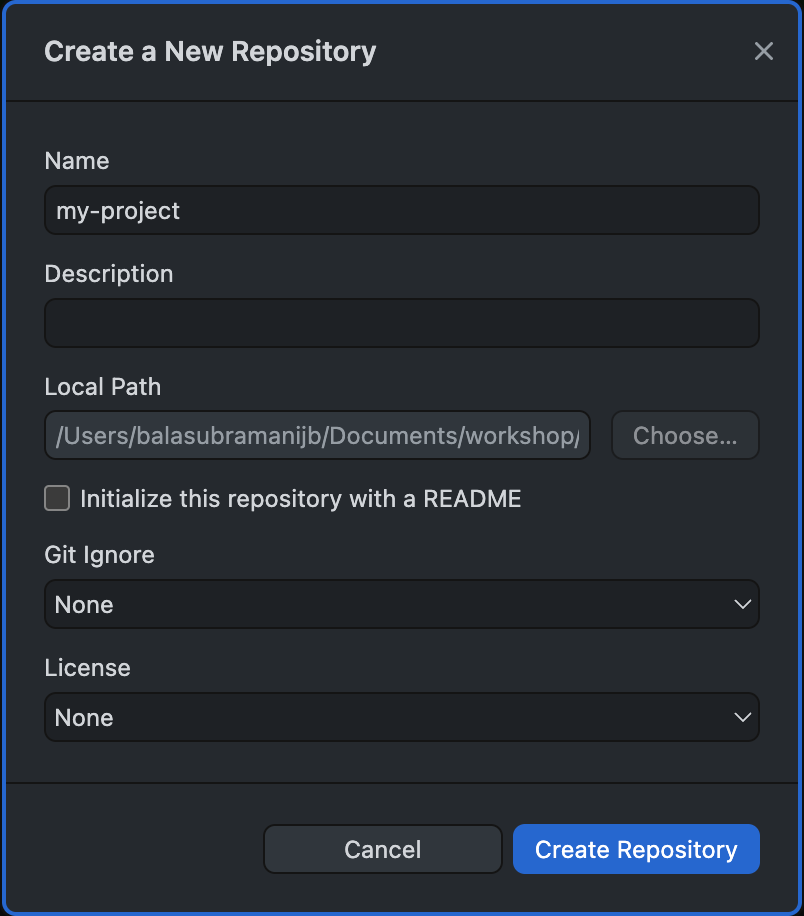 Create a New Repository
Name
my-project
Description
Local Path
/Users/balasubramanijb/Documents/workshop/ Choose...
Initialize this repository with a README
Git Ignore
None
License
None
Cancel Create Repository